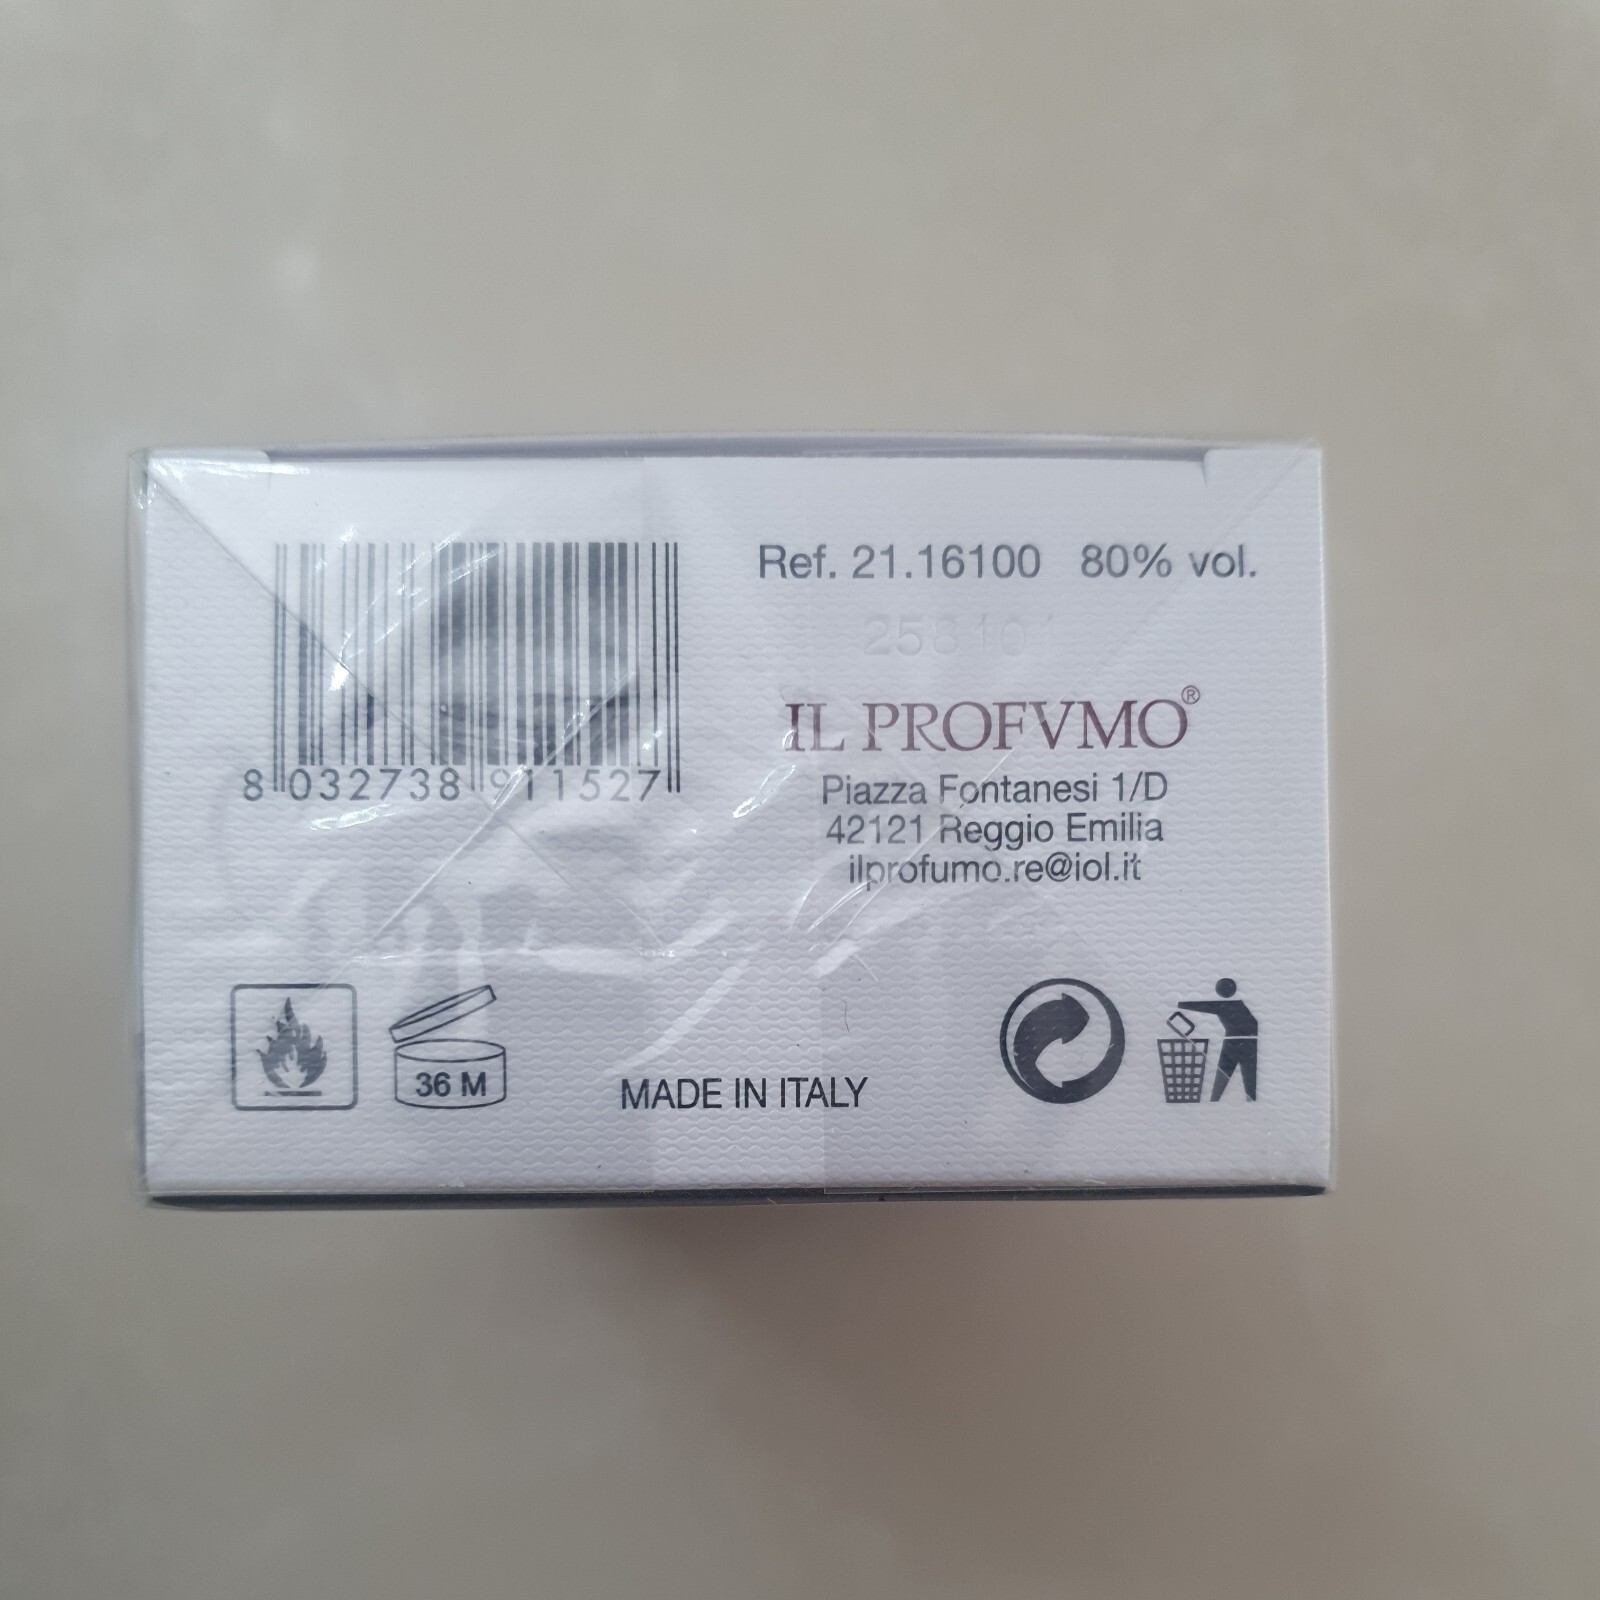 Ref. 21.16100 80% vol.
IL PROFVMO®
Piazza Fontanesi 1/D
42121 Reggio Emilia
ilprofumo.re@iol.it
8 032738 911527
36 M
MADE IN ITALY